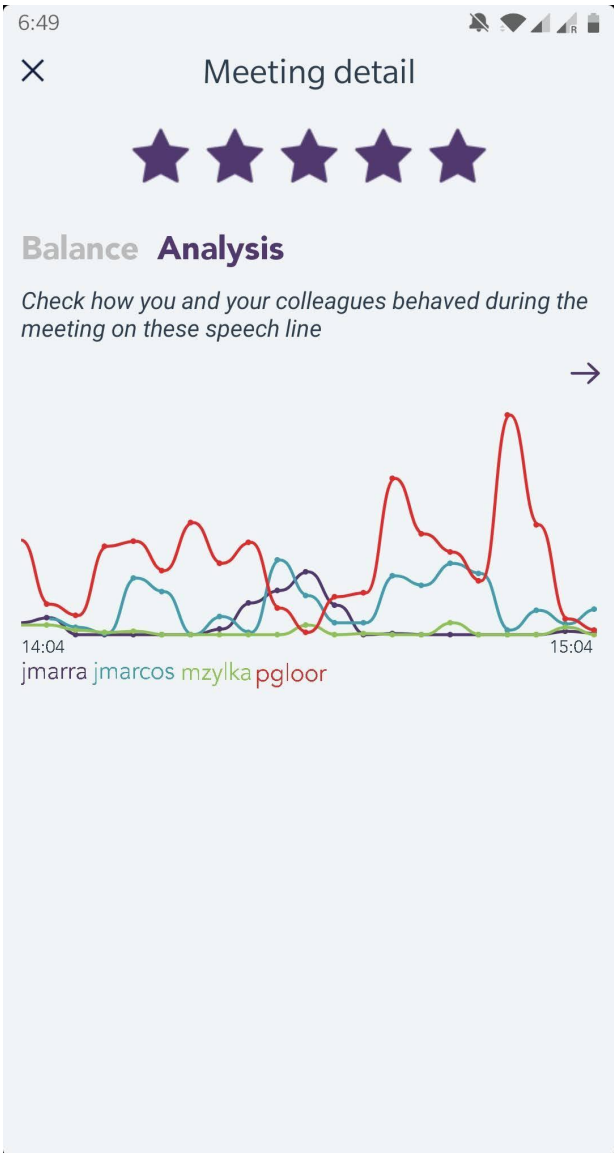 6:49
R
Meeting detail
Balance Analysis
Check how you and your colleagues behaved during the
meeting on these speech line
14:04 15:04
jmarra jmarcos mzylka pgloor